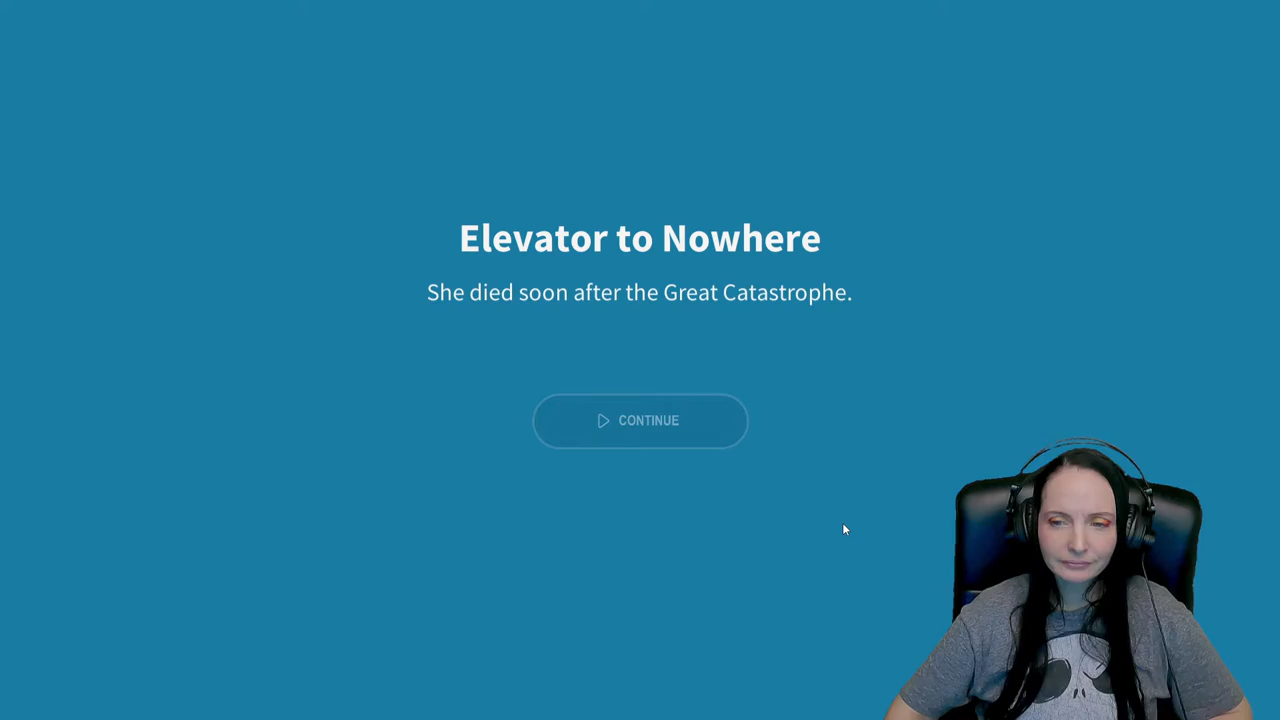 Elevator to Nowhere
She died soon after the Great Catastrophe.
CONTINUE